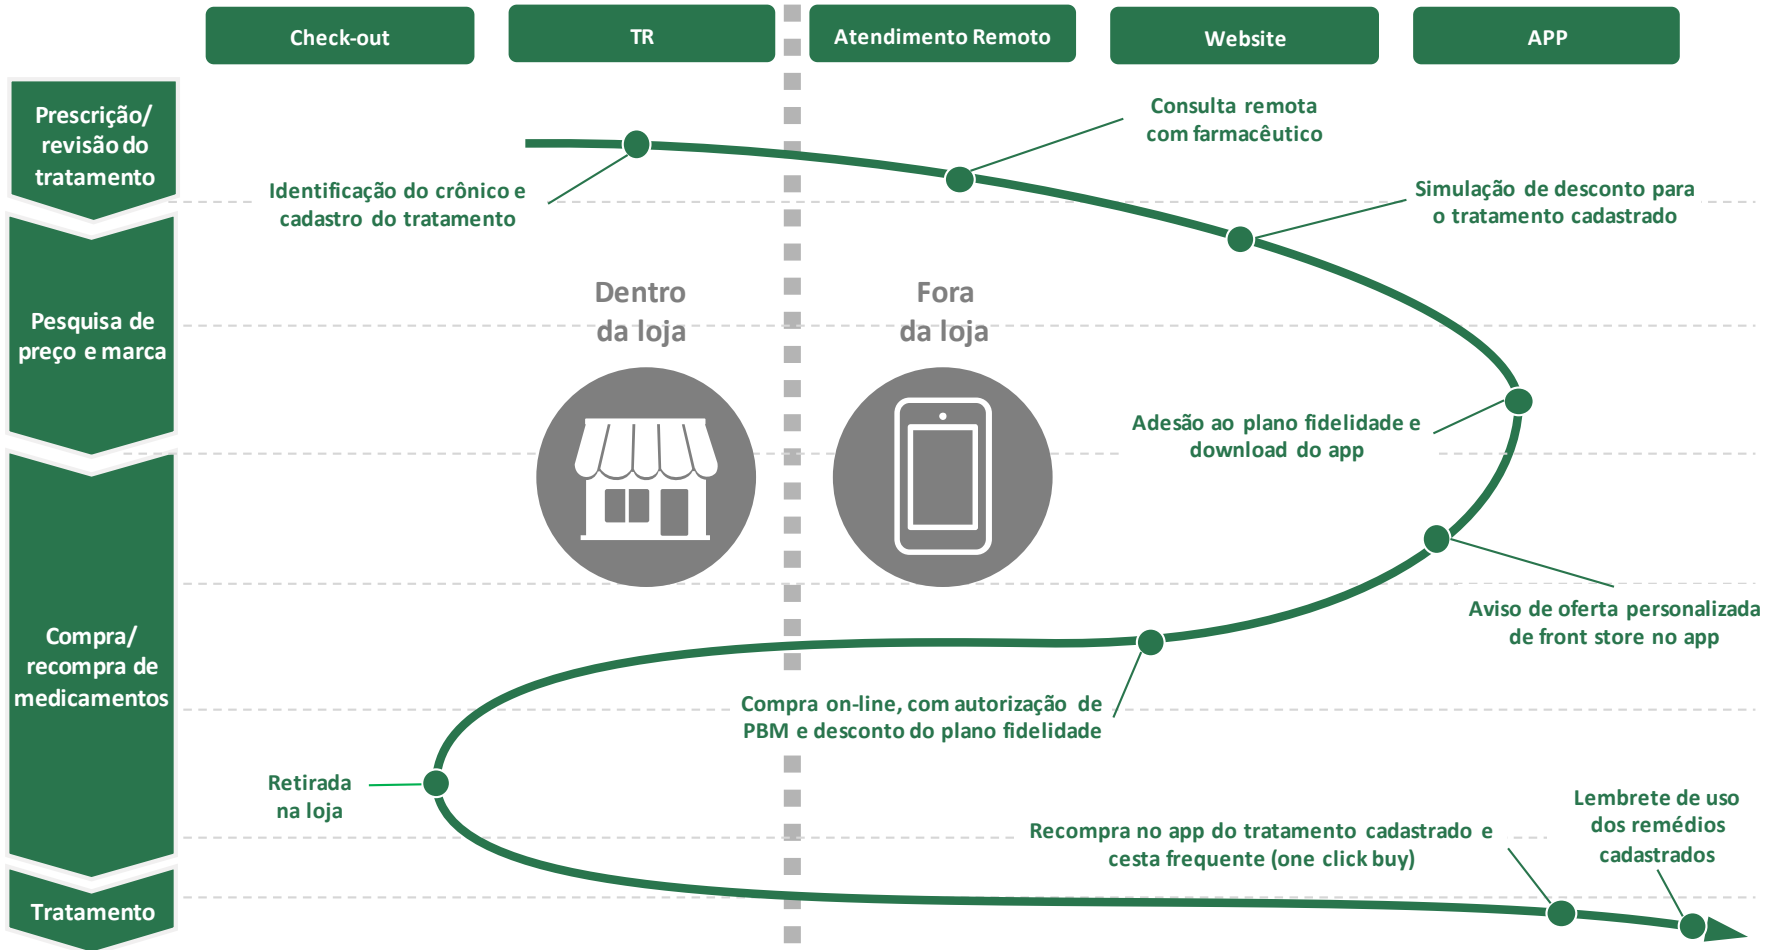 Check-out
TR
Atendimento Remoto
Website
APP
Prescrição/
revisão do
tratamento
Consulta remota
com farmacêutico
Identificação do crônico e
cadastro do tratamento
Simulação de desconto para
o tratamento cadastrado
Pesquisa de
preço e marca
Dentro
da loja
Fora
da loja
Adesão ao plano fidelidade e
download do app
Compra/
recompra de
medicamentos
Aviso de oferta personalizada
de front store no app
Compra on-line, com autorização de
PBM e desconto do plano fidelidade
Retirada
na loja
Recompra no app do tratamento cadastrado e
cesta frequente (one click buy)
Lembrete de uso
dos remédios
cadastrados
Tratamento